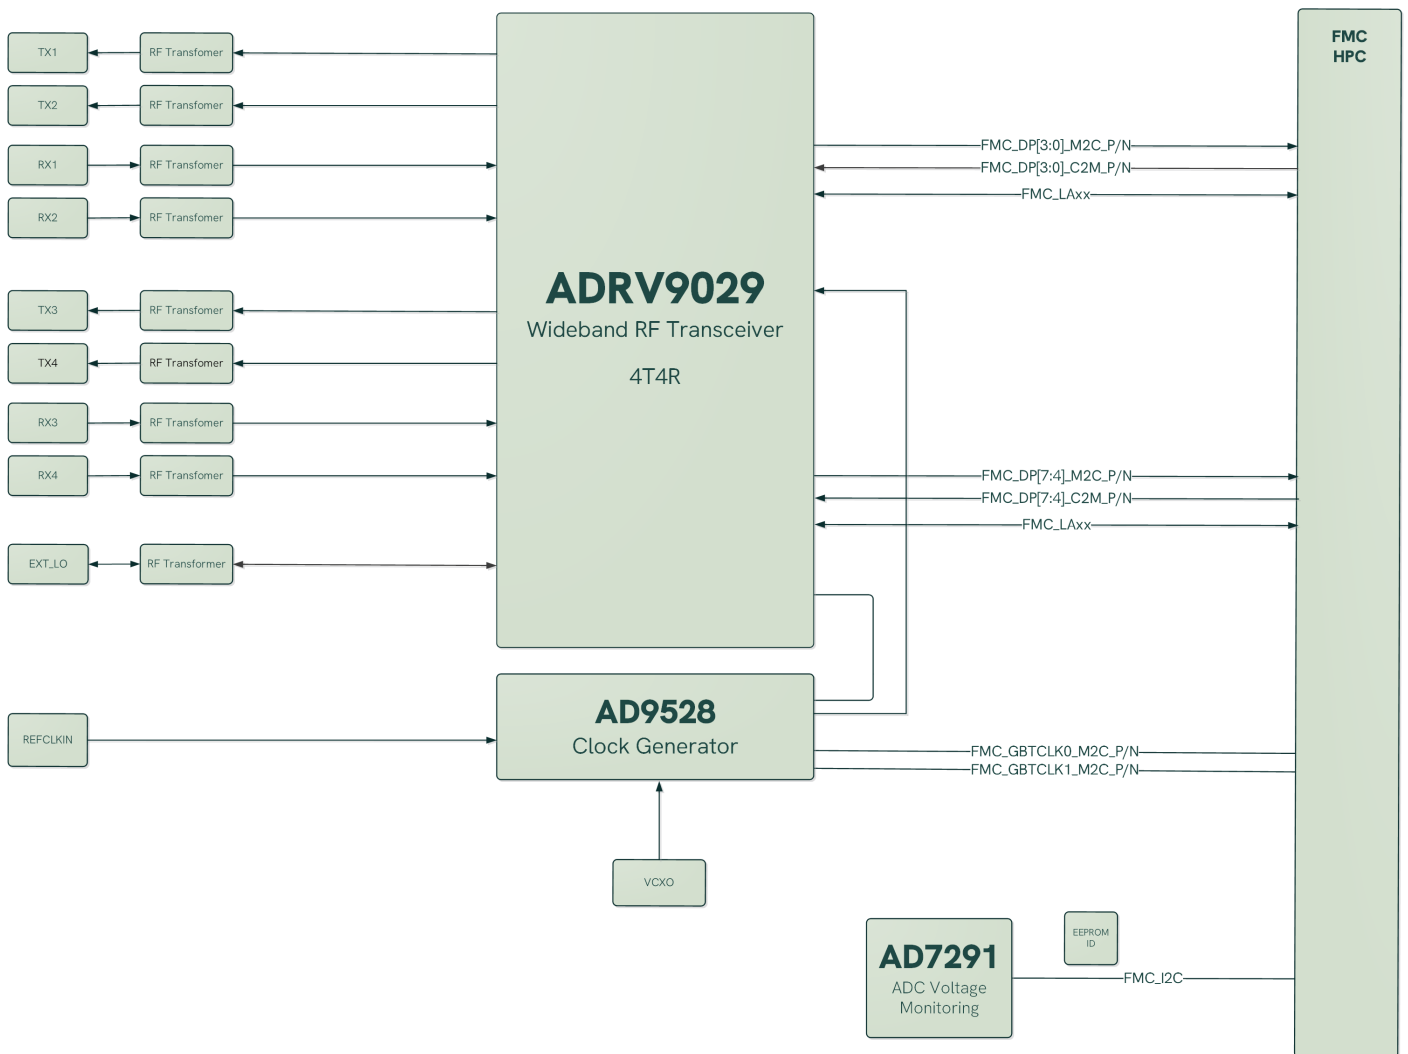 FMC
HPC
TX1
RF Transfomer
TX2
RF Transfomer
RX1
RF Transfomer
RX2
RF Transfomer
FMC_DP[3:0]_M2C_P/N
FMC_DP[3:0]_C2M_P/N
FMC_LAxx
ADRV9029
Wideband RF Transceiver
4T4R
TX3
RF Transfomer
TX4
RF Transfomer
RX3
RF Transfomer
RX4
RF Transfomer
FMC_DP[7:4]_M2C_P/N
FMC_DP[7:4]_C2M_P/N
FMC_LAxx
EXT_LO
RF Transformer
AD9528
Clock Generator
REFCLKIN
FMC_GBTCLK0_M2C_P/N
FMC_GBTCLK1_M2C_P/N
VCXO
AD7291
ADC Voltage
Monitoring
EEPROM
ID
FMC_I2C